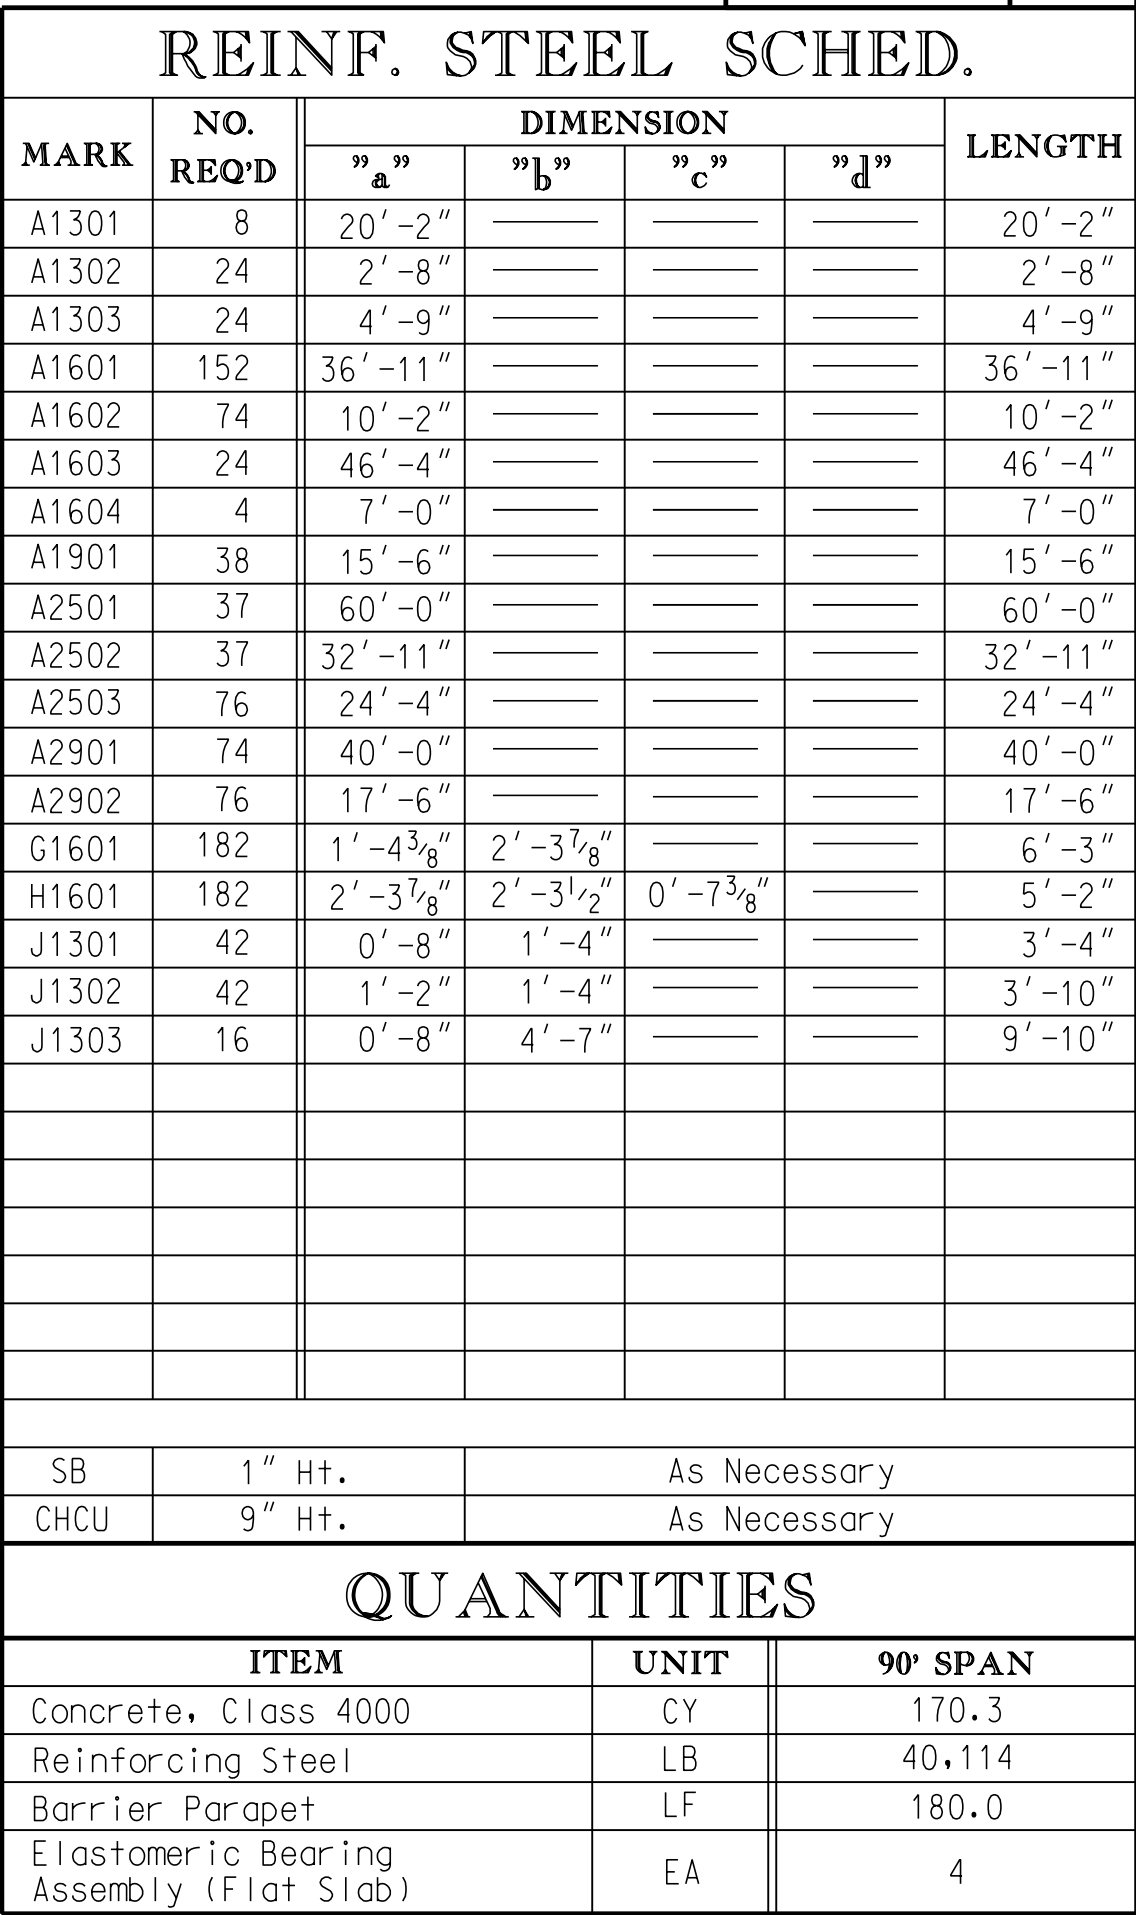 REINF. STEEL SCHED.
MARK NO. REQ'D DIMENSION LENGTH
"a" "b" "c" "d"
A1301 8 20'-2" ——— ——— ——— 20'-2"
A1302 24 2'-8" ——— ——— ——— 2'-8"
A1303 24 4'-9" ——— ——— ——— 4'-9"
A1601 152 36'-11" ——— ——— ——— 36'-11"
A1602 74 10'-2" ——— ——— ——— 10'-2"
A1603 24 46'-4" ——— ——— ——— 46'-4"
A1604 4 7'-0" ——— ——— ——— 7'-0"
A1901 38 15'-6" ——— ——— ——— 15'-6"
A2501 37 60'-0" ——— ——— ——— 60'-0"
A2502 37 32'-11" ——— ——— ——— 32'-11"
A2503 76 24'-4" ——— ——— ——— 24'-4"
A2901 74 40'-0" ——— ——— ——— 40'-0"
A2902 76 17'-6" ——— ——— ——— 17'-6"
G1601 182 1'-4 3/8" 2'-3 7/8" ——— ——— 6'-3"
H1601 182 2'-3 7/8" 2'-3 1/2" 0'-7 3/8" ——— 5'-2"
J1301 42 0'-8" 1'-4" ——— ——— 3'-4"
J1302 42 1'-2" 1'-4" ——— ——— 3'-10"
J1303 16 0'-8" 4'-7" ——— ——— 9'-10"
SB 1" Ht. As Necessary
CHCU 9" Ht. As Necessary
QUANTITIES
ITEM UNIT 90' SPAN
Concrete, Class 4000 CY 170.3
Reinforcing Steel LB 40,114
Barrier Parapet LF 180.0
Elastomeric Bearing
Assembly (Flat Slab) EA 4